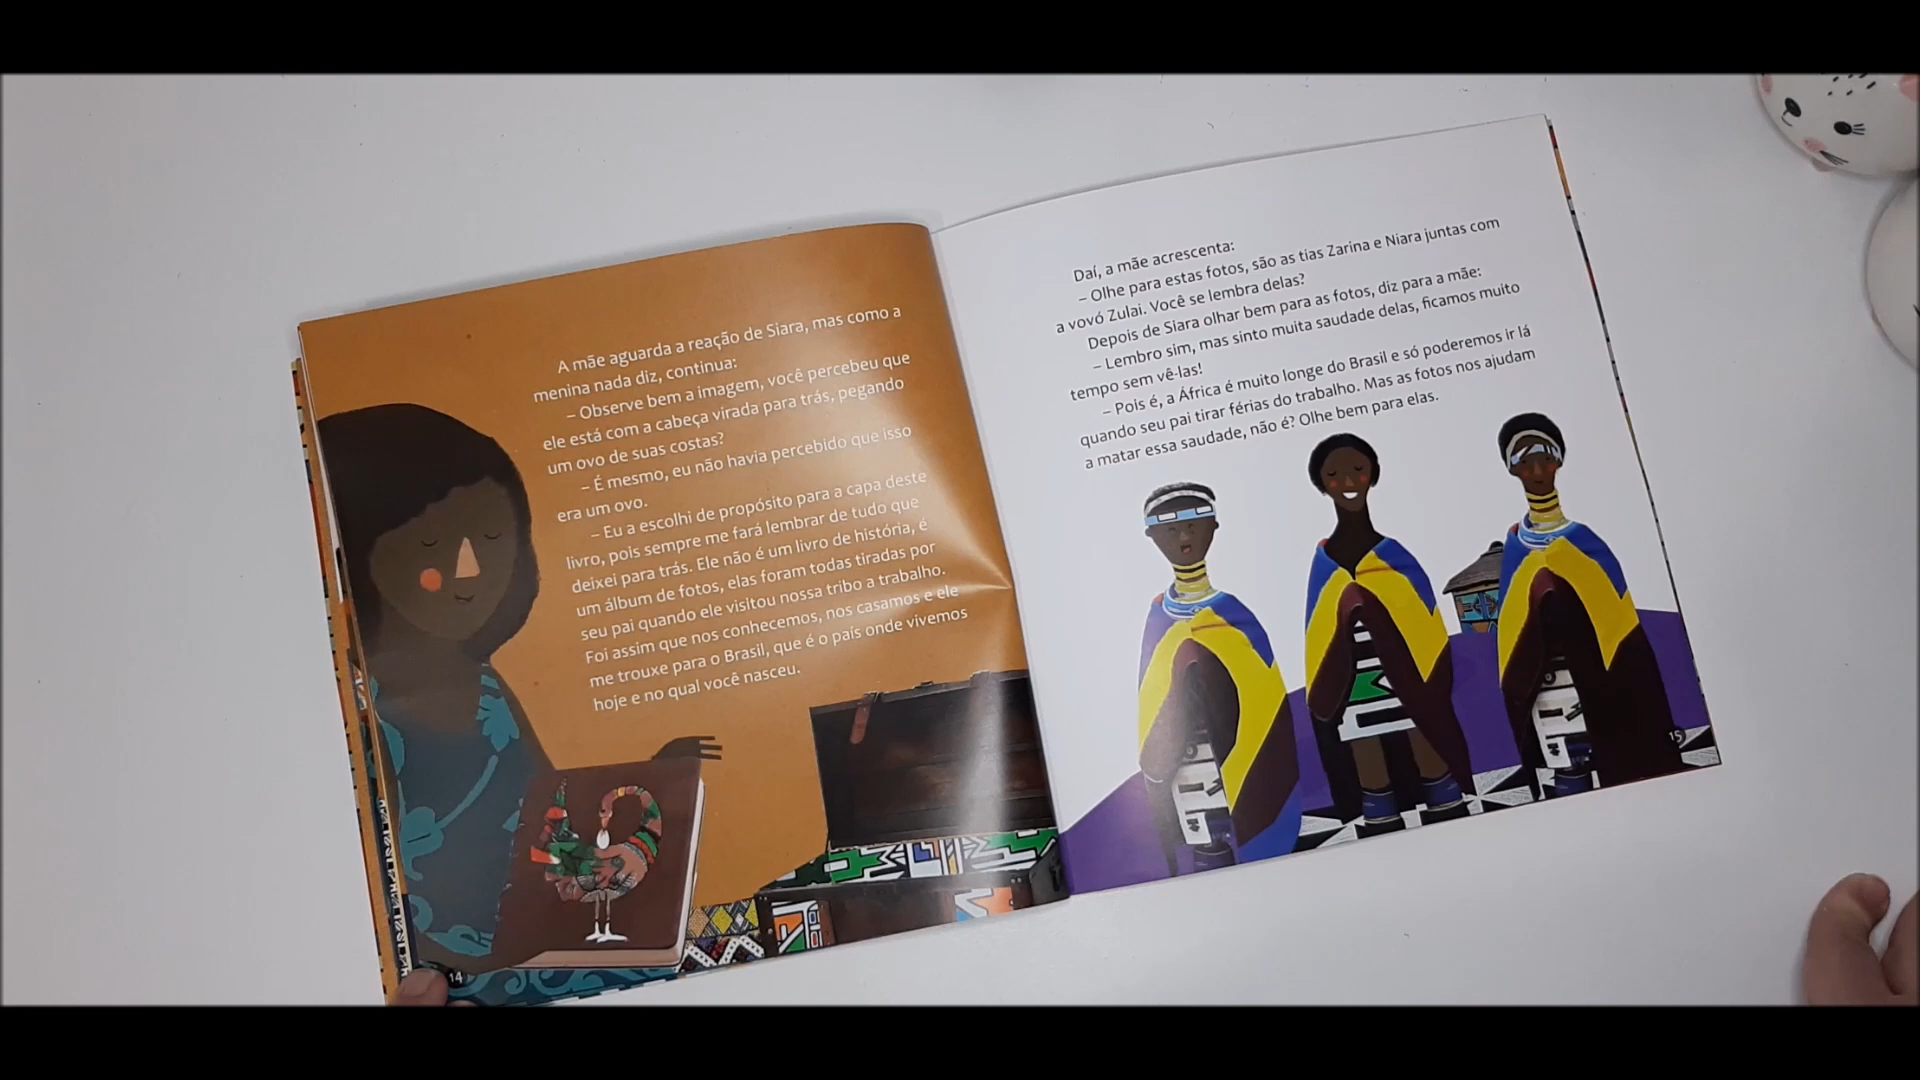 A mãe aguarda a reação de Siara, mas como a
menina nada diz, continua:
– Observe bem a imagem, você percebeu que
ele está com a cabeça virada para trás, pegando
um ovo de suas costas?
– É mesmo, eu não havia percebido que isso
era um ovo.
– Eu a escolhi de propósito para a capa deste
livro, pois sempre me fará lembrar de tudo que
deixei para trás. Ele não é um livro de história, é
um álbum de fotos, elas foram todas tiradas por
seu pai quando ele visitou nossa tribo a trabalho.
Foi assim que nos conhecemos, nos casamos e ele
me trouxe para o Brasil, que é o país onde vivemos
hoje e no qual você nasceu.
14
Daí, a mãe acrescenta:
– Olhe para estas fotos, são as tias Zarina e Niara juntas com
a vovó Zulai. Você se lembra delas?
Depois de Siara olhar bem para as fotos, diz para a mãe:
– Lembro sim, mas sinto muita saudade delas, ficamos muito
tempo sem vê-las!
– Pois é, a África é muito longe do Brasil e só poderemos ir lá
quando seu pai tirar férias do trabalho. Mas as fotos nos ajudam
a matar essa saudade, não é? Olhe bem para elas.
15